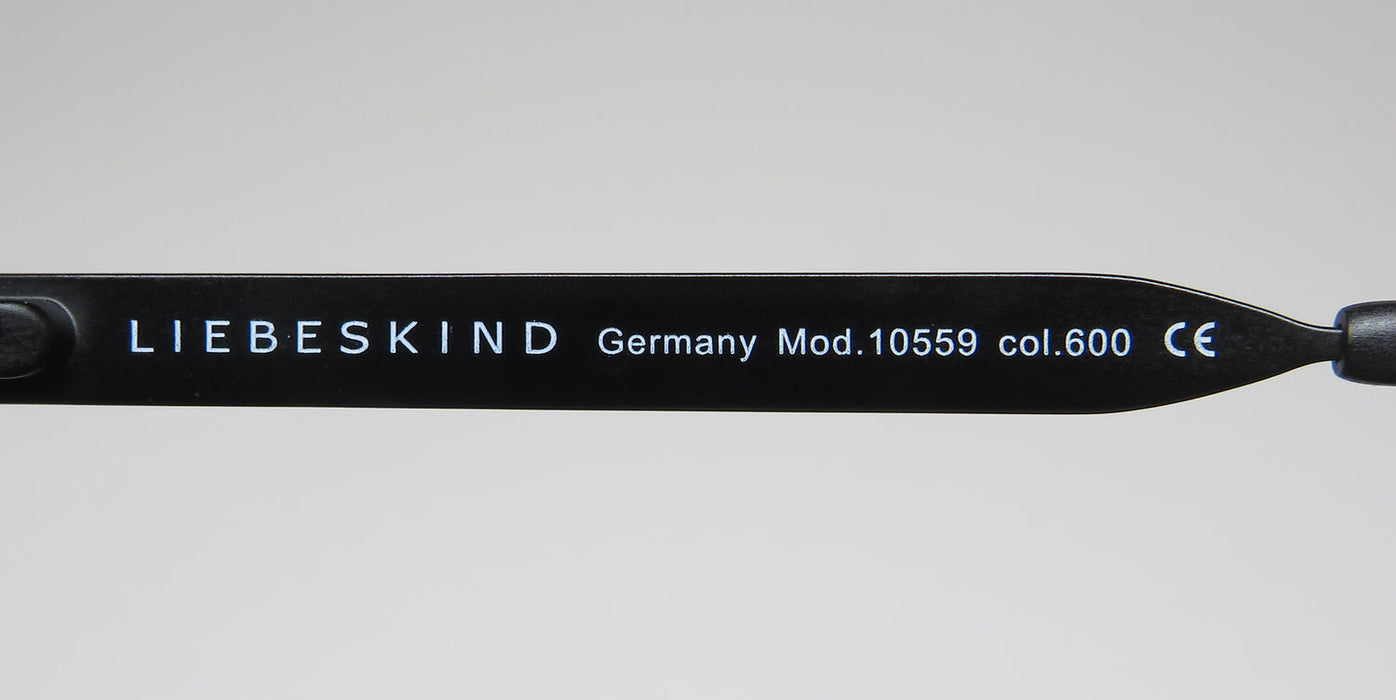 LIEBESKIND Germany Mod.10559 col.600 CE